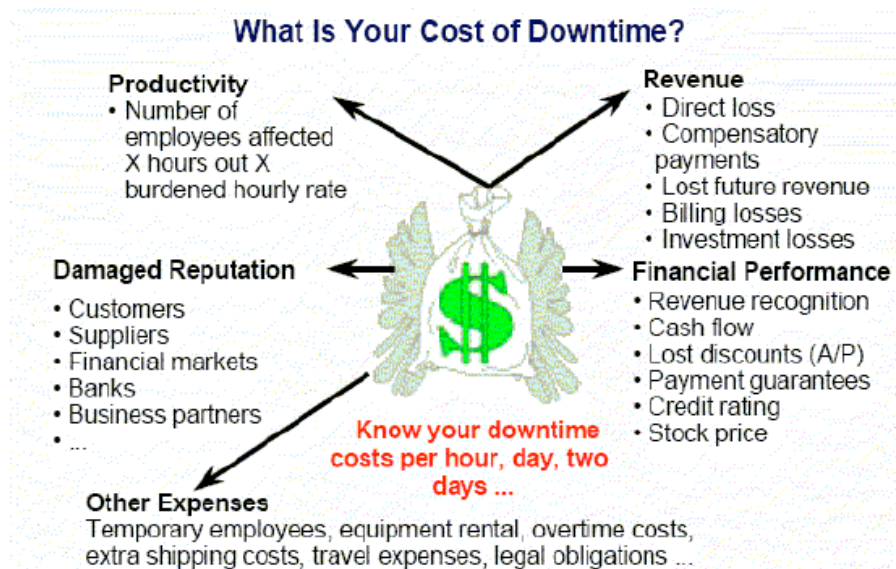 What Is Your Cost of Downtime?
Productivity
• Number of
employees affected
X hours out X
burdened hourly rate
Revenue
• Direct loss
• Compensatory
payments
• Lost future revenue
• Billing losses
• Investment losses
Damaged Reputation
• Customers
• Suppliers
• Financial markets
• Banks
• Business partners
• ...
$
Financial Performance
• Revenue recognition
• Cash flow
• Lost discounts (A/P)
• Payment guarantees
• Credit rating
• Stock price
Know your downtime
costs per hour, day, two
days ...
Other Expenses
Temporary employees, equipment rental, overtime costs,
extra shipping costs, travel expenses, legal obligations ...